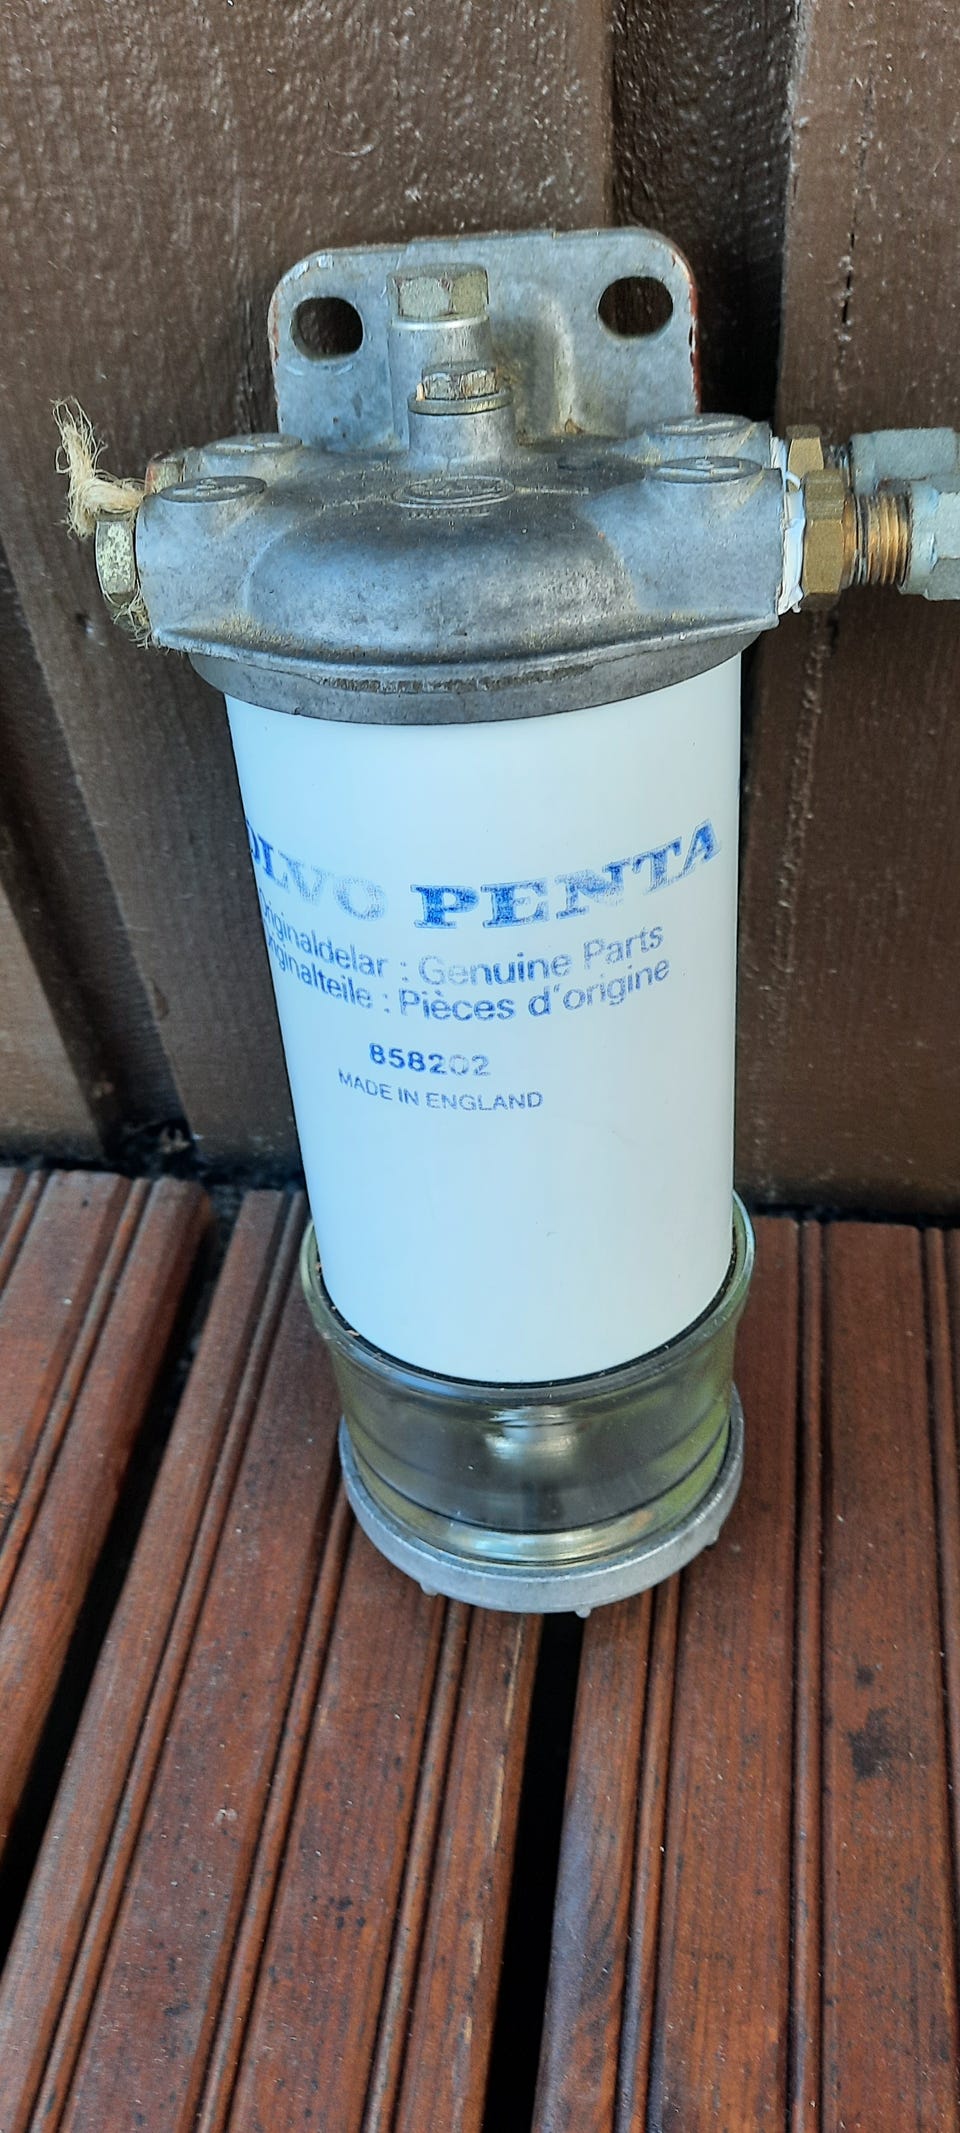 OLVO PENTA
Originaldelar : Genuine Parts
Originalteile : Pièces d'origine
858202
MADE IN ENGLAND